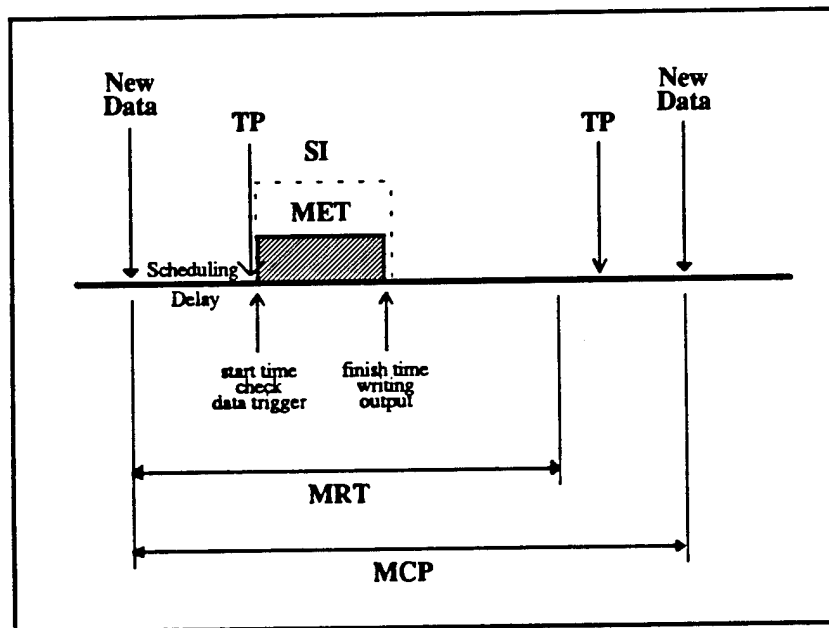 New
Data
TP
SI
MET
TP
New
Data
Scheduling
Delay
start time
check
data trigger
finish time
writing
output
MRT
MCP